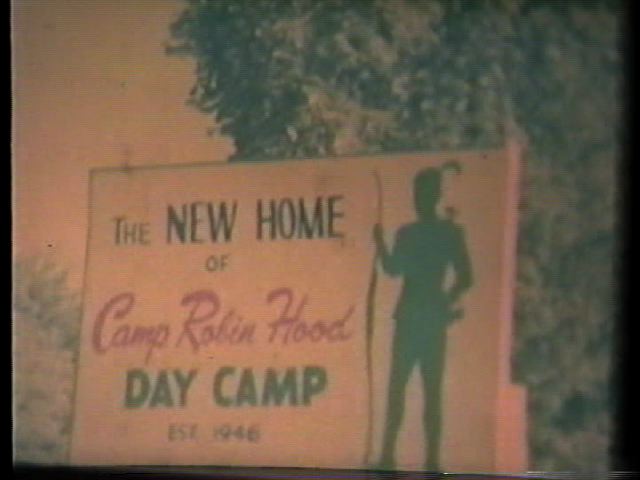 THE NEW HOME
OF
Camp Robin Hood
DAY CAMP
EST. 1946